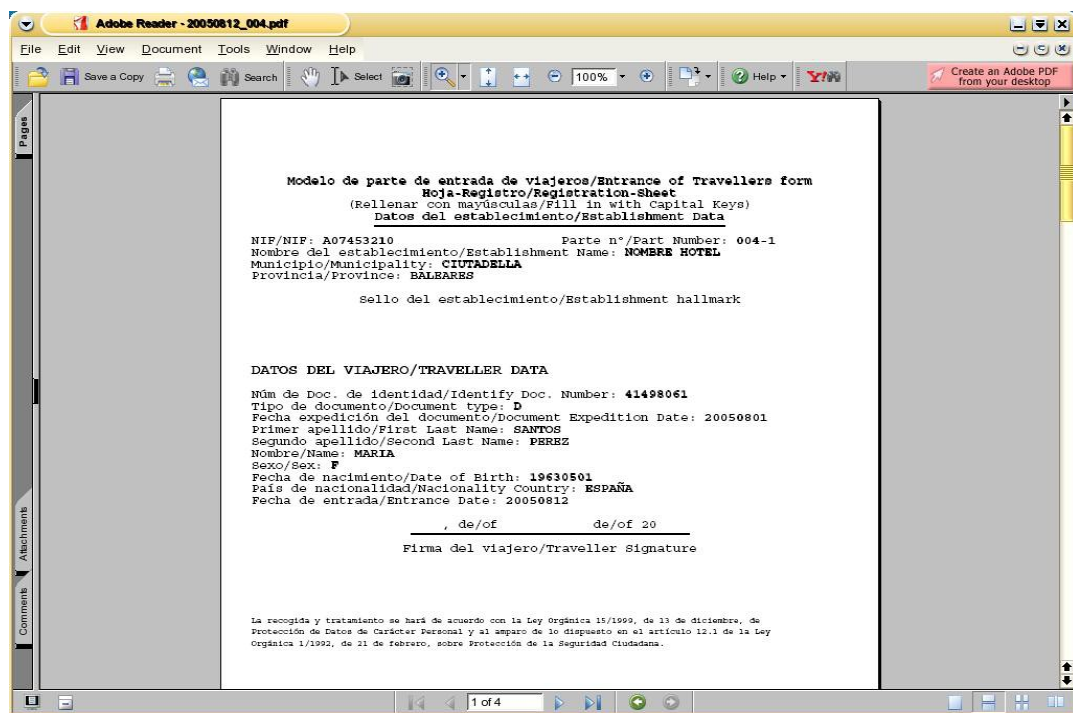 Adobe Reader - 20050812_004.pdf
File Edit View Document Tools Window Help
Save a Copy Search Select 100% Help Y! Create an Adobe PDF
from your desktop
Pages
Modelo de parte de entrada de viajeros/Entrance of Travellers form
Hoja-Registro/Registration-Sheet
(Rellenar con mayúsculas/Fill in with Capital Keys)
Datos del establecimiento/Establishment Data
NIF/NIF: A07453210 Parte nº/Part Number: 004-1
Nombre del establecimiento/Establishment Name: NOMBRE HOTEL
Municipio/Municipality: CIUTADELLA
Provincia/Province: BALEARES
Sello del establecimiento/Establishment hallmark
DATOS DEL VIAJERO/TRAVELLER DATA
Núm de Doc. de identidad/Identify Doc. Number: 41498061
Tipo de documento/Document type: D
Fecha expedición del documento/Document Expedition Date: 20050801
Primer apellido/First Last Name: SANTOS
Segundo apellido/Second Last Name: PEREZ
Nombre/Name: MARIA
Sexo/Sex: F
Fecha de nacimiento/Date of Birth: 19630501
País de nacionalidad/Nacionality Country: ESPAÑA
Fecha de entrada/Entrance Date: 20050812
, de/of de/of 20
Firma del viajero/Traveller Signature
Attachments
Comments
La recogida y tratamiento se hará de acuerdo con la Ley Orgánica 15/1999, de 13 de diciembre, de
Protección de Datos de Carácter Personal y al amparo de lo dispuesto en el artículo 12.1 de la Ley
Orgánica 1/1992, de 21 de febrero, sobre Protección de la Seguridad Ciudadana.
1 of 4